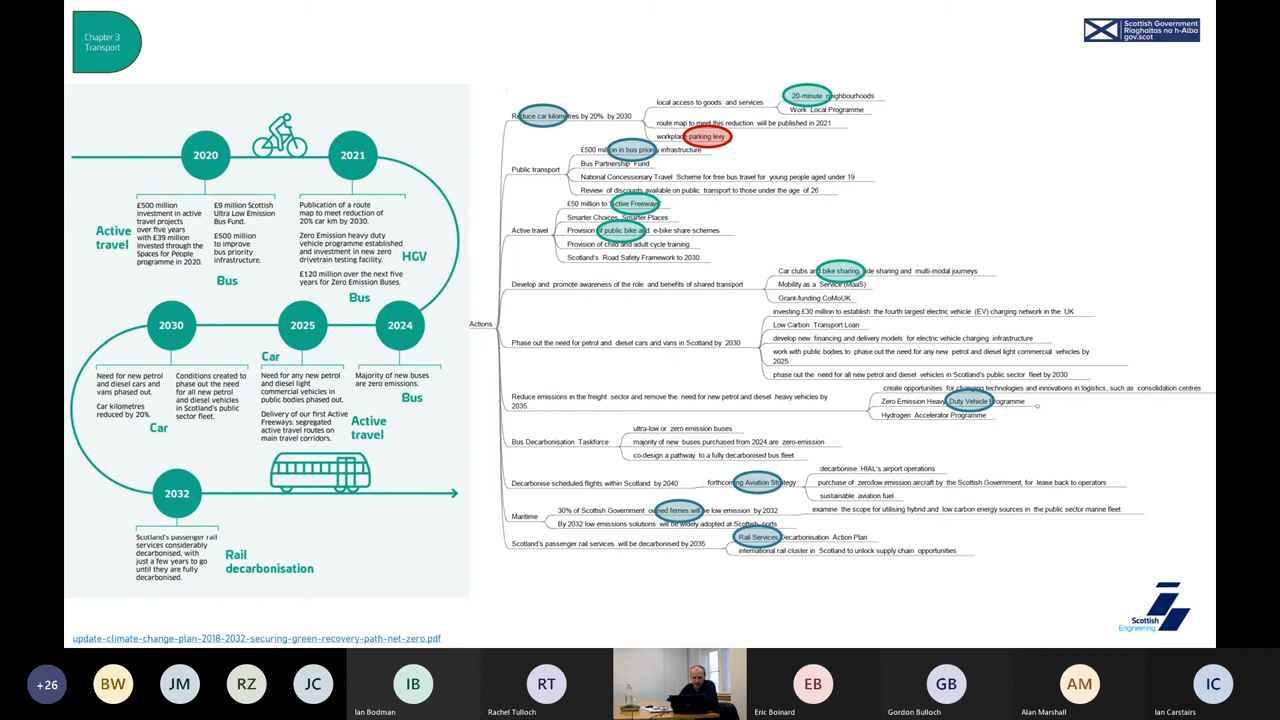 Chapter 3
Transport
Scottish Government
Riaghaltas na h-Alba
gov.scot
2020
2021
£500 million
investment in active
travel projects
over five years
with £39 million
invested through the
Spaces for People
programme in 2020.
Active
travel
£9 million Scottish
Ultra Low Emission
Bus Fund.
£500 million
to improve
bus priority
infrastructure.
Bus
Publication of a route
map to meet reduction of
20% car km by 2030.
Zero Emission heavy duty
vehicle programme established
and investment in new zero
drivetrain testing facility.
HGV
£120 million over the next five
years for Zero Emission Buses.
Bus
2030
2025
2024
Need for new petrol
and diesel cars and
vans phased out.
Car kilometres
reduced by 20%.
Car
Conditions created to
phase out the need
for all new petrol
and diesel vehicles
in Scotland's public
sector fleet.
Car
Need for any new petrol
and diesel light
commercial vehicles in
public bodies phased out.
Delivery of our first Active
Freeways: segregated
active travel routes on
main travel corridors.
Active
travel
Majority of new buses
are zero emissions.
Bus
2032
Scotland's passenger rail
services considerably
decarbonised, with
just a few years to go
until they are fully
decarbonised.
Rail
decarbonisation
Actions
Reduce car kilometres by 20% by 2030
local access to goods and services
20-minute neighbourhoods
Work Local Programme
route map to meet this reduction will be published in 2021
workplace parking levy
Public transport
£500 million in bus priority infrastructure
Bus Partnership Fund
National Concessionary Travel Scheme for free bus travel for young people aged under 19
Review of discounts available on public transport to those under the age of 26
Active travel
£50 million to 'Active Freeways'
Smarter Choices, Smarter Places
Provision of public bike and e-bike share schemes
Provision of child and adult cycle training
Scotland's Road Safety Framework to 2030
Develop and promote awareness of the role and benefits of shared transport
Car clubs and bike sharing, ride sharing and multi-modal journeys
Mobility as a Service (MaaS)
Grant-funding CoMoUK
Phase out the need for petrol and diesel cars and vans in Scotland by 2030
investing £30 million to establish the fourth largest electric vehicle (EV) charging network in the UK
Low Carbon Transport Loan
develop new financing and delivery models for electric vehicle charging infrastructure
work with public bodies to phase out the need for any new petrol and diesel light commercial vehicles by
2025
phase out the need for all new petrol and diesel vehicles in Scotland's public sector fleet by 2030
Reduce emissions in the freight sector and remove the need for new petrol and diesel heavy vehicles by
2035.
create opportunities for changing technologies and innovations in logistics, such as consolidation centres
Zero Emission Heavy Duty Vehicle Programme
Hydrogen Accelerator Programme
Bus Decarbonisation Taskforce
ultra-low or zero emission buses
majority of new buses purchased from 2024 are zero-emission
co-design a pathway to a fully decarbonised bus fleet
Decarbonise scheduled flights within Scotland by 2040
forthcoming Aviation Strategy
decarbonise HIAL's airport operations
purchase of zero/low emission aircraft by the Scottish Government, for lease back to operators
sustainable aviation fuel
Maritime
30% of Scottish Government owned ferries will be low emission by 2032
examine the scope for utilising hybrid and low carbon energy sources in the public sector marine fleet
By 2032 low emissions solutions will be widely adopted at Scottish ports
Scotland's passenger rail services will be decarbonised by 2035
Rail Services Decarbonisation Action Plan
international rail cluster in Scotland to unlock supply chain opportunities
Scottish
Engineering
update-climate-change-plan-2018-2032-securing-green-recovery-path-net-zero.pdf
+26
BW
JM
RZ
JC
IB
Ian Bodman
RT
Rachel Tulloch
EB
Eric Boinard
GB
Gordon Bulloch
AM
Alan Marshall
IC
Ian Carstairs